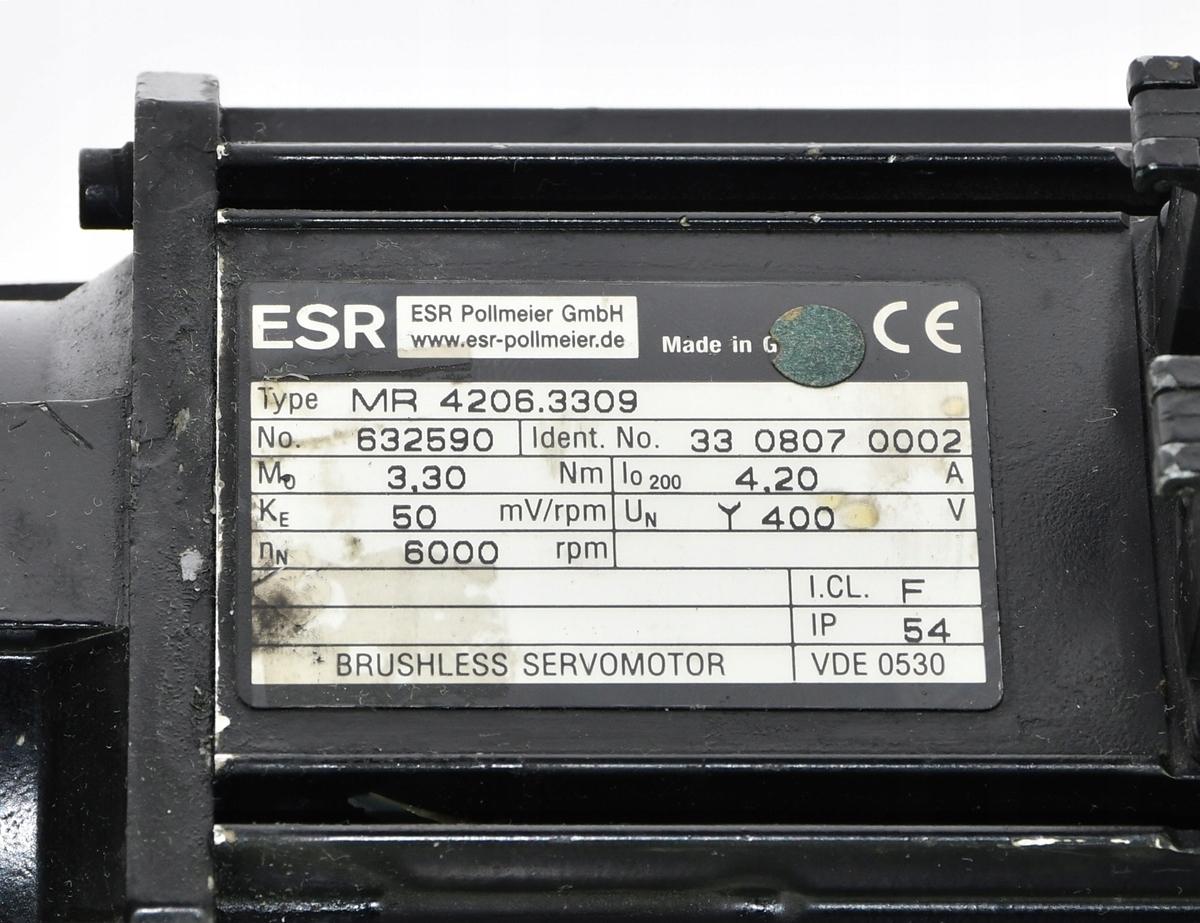 ESR
ESR Pollmeier GmbH
www.esr-pollmeier.de
Made in G
CE
Type MR 4206.3309
No. 632590 Ident. No. 33 0807 0002
M0 3,30 Nm I0 200 4,20 A
KE 50 mV/rpm UN Y 400 V
nN 6000 rpm
I.CL. F
IP 54
BRUSHLESS SERVOMOTOR VDE 0530